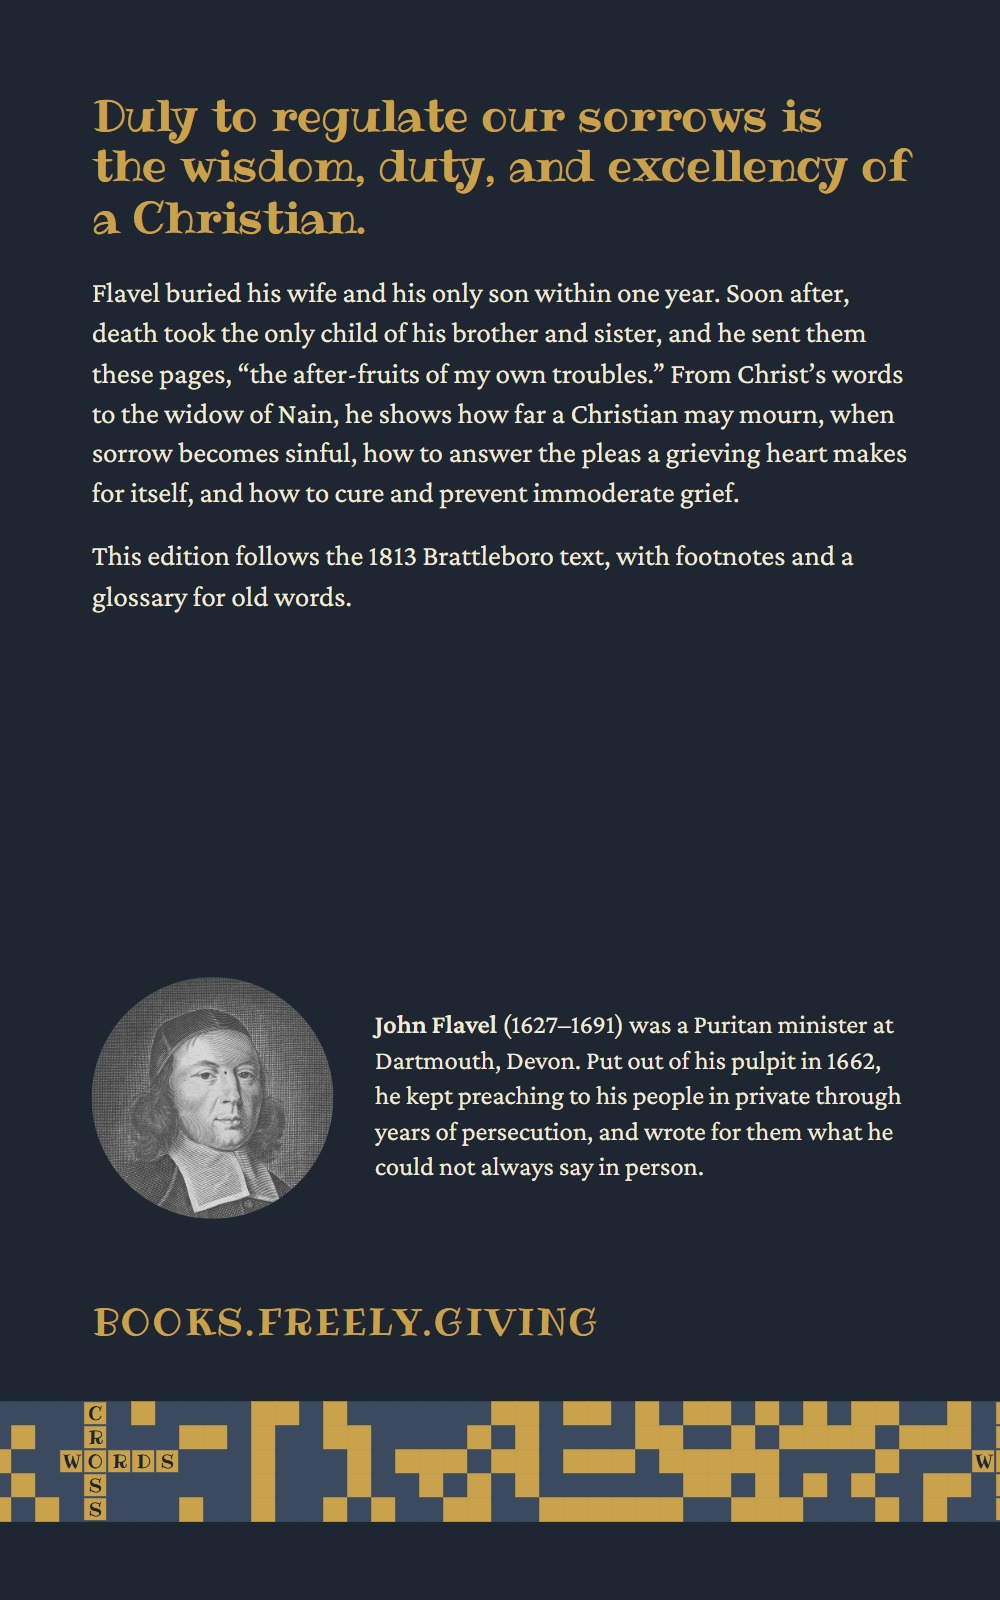 Duly to regulate our sorrows is
the wisdom, duty, and excellency of
a Christian.
Flavel buried his wife and his only son within one year. Soon after,
death took the only child of his brother and sister, and he sent them
these pages, “the after-fruits of my own troubles.” From Christ’s words
to the widow of Nain, he shows how far a Christian may mourn, when
sorrow becomes sinful, how to answer the pleas a grieving heart makes
for itself, and how to cure and prevent immoderate grief.
This edition follows the 1813 Brattleboro text, with footnotes and a
glossary for old words.
John Flavel (1627–1691) was a Puritan minister at
Dartmouth, Devon. Put out of his pulpit in 1662,
he kept preaching to his people in private through
years of persecution, and wrote for them what he
could not always say in person.
BOOKS.FREELY.GIVING
C
R
WORDS W
S
S